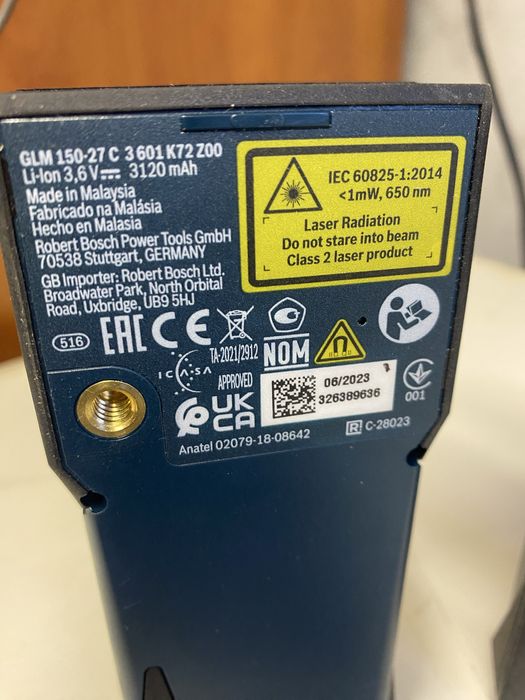 GLM 150-27 C 3 601 K72 Z00
Li-Ion 3,6 V⎓ 3120 mAh
Made in Malaysia
Fabricado na Malásia
Hecho en Malasia
Robert Bosch Power Tools GmbH
70538 Stuttgart, GERMANY
GB Importer: Robert Bosch Ltd.
Broadwater Park, North Orbital
Road, Uxbridge, UB9 5HJ
IEC 60825-1:2014
<1mW, 650 nm
Laser Radiation
Do not stare into beam
Class 2 laser product
516
EAC CE
NOM
TA-2021/2912
ICASA
APPROVED
UK
CA
06/2023
326389636
001
Anatel 02079-18-08642
R C-28023